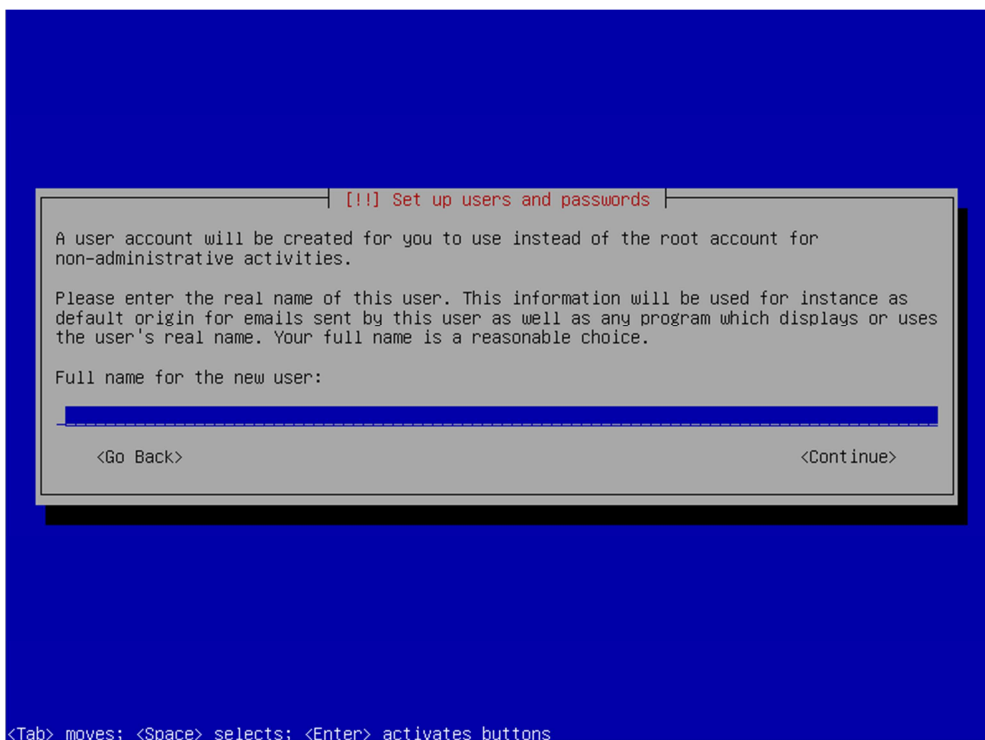 [!!] Set up users and passwords
A user account will be created for you to use instead of the root account for
non-administrative activities.
Please enter the real name of this user. This information will be used for instance as
default origin for emails sent by this user as well as any program which displays or uses
the user's real name. Your full name is a reasonable choice.
Full name for the new user:
<Go Back> <Continue>
<Tab> moves; <Space> selects; <Enter> activates buttons